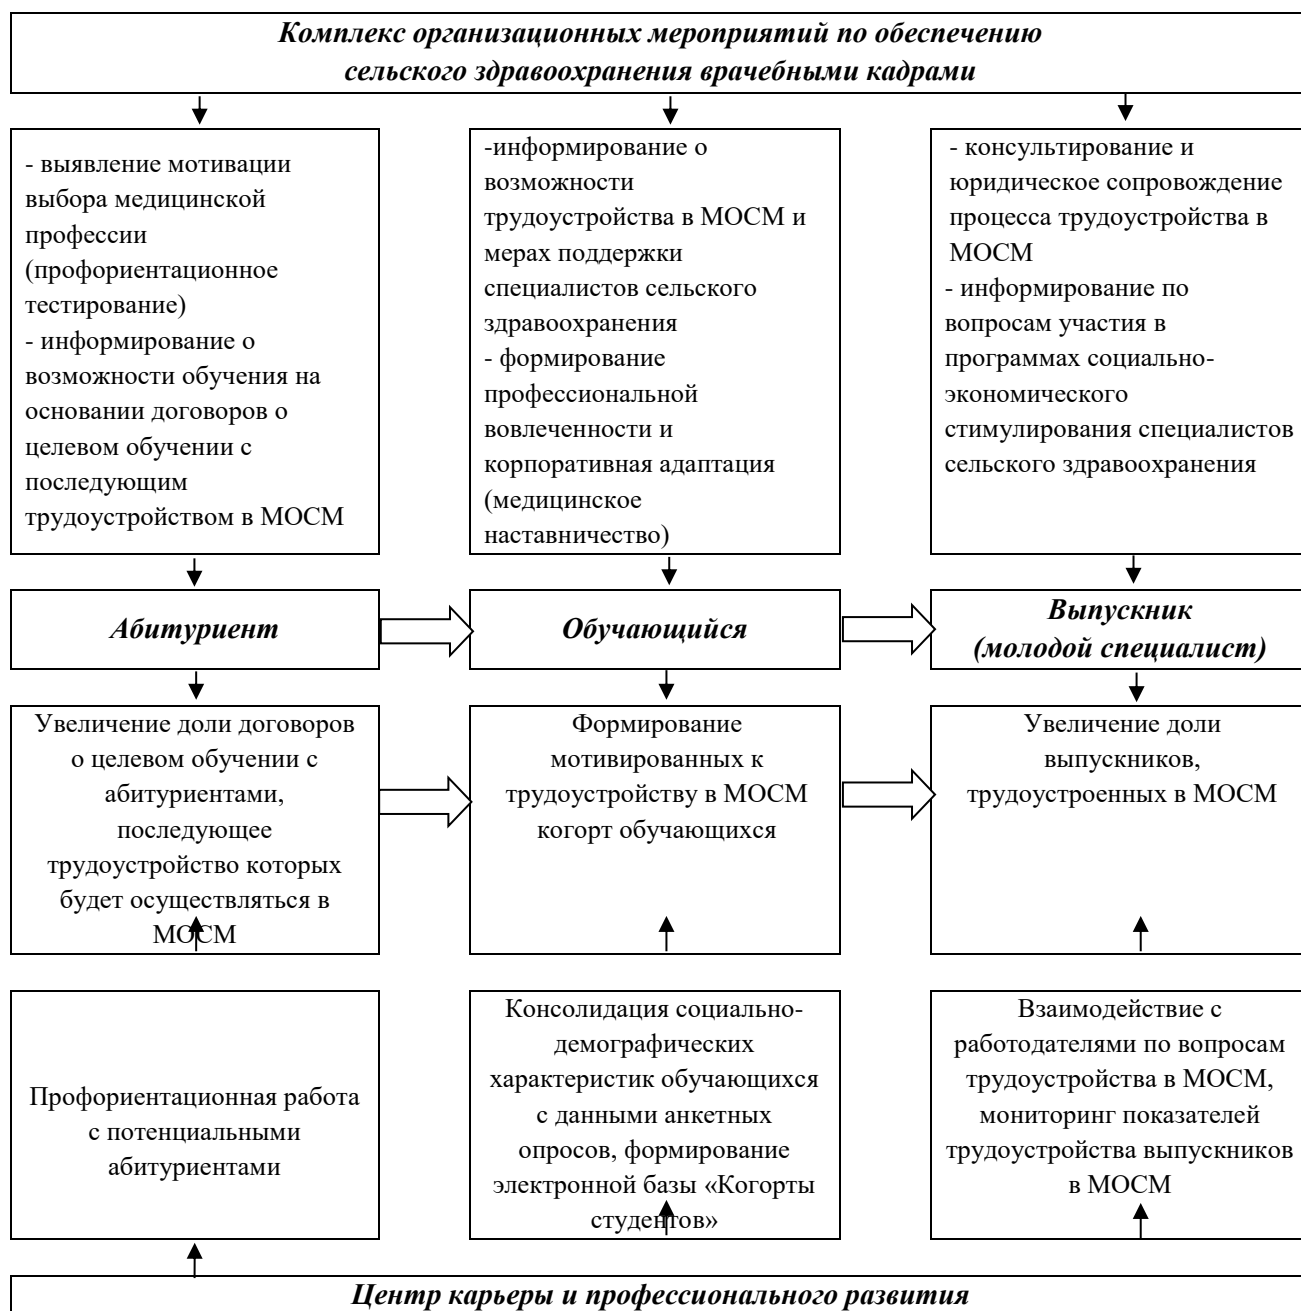 Комплекс организационных мероприятий по обеспечению
сельского здравоохранения врачебными кадрами
- выявление мотивации
выбора медицинской
профессии
(профориентационное
тестирование)
- информирование о
возможности обучения на
основании договоров о
целевом обучении с
последующим
трудоустройством в МОСМ
-информирование о
возможности
трудоустройства в МОСМ и
мерах поддержки
специалистов сельского
здравоохранения
- формирование
профессиональной
вовлеченности и
корпоративная адаптация
(медицинское
наставничество)
- консультирование и
юридическое сопровождение
процесса трудоустройства в
МОСМ
- информирование по
вопросам участия в
программах социально-
экономического
стимулирования специалистов
сельского здравоохранения
Абитуриент
Обучающийся
Выпускник
(молодой специалист)
Увеличение доли договоров
о целевом обучении с
абитуриентами,
последующее
трудоустройство которых
будет осуществляться в
МОСМ
Формирование
мотивированных к
трудоустройству в МОСМ
когорт обучающихся
Увеличение доли
выпускников,
трудоустроенных в МОСМ
Профориентационная работа
с потенциальными
абитуриентами
Консолидация социально-
демографических
характеристик обучающихся
с данными анкетных
опросов, формирование
электронной базы «Когорты
студентов»
Взаимодействие с
работодателями по вопросам
трудоустройства в МОСМ,
мониторинг показателей
трудоустройства выпускников
в МОСМ
Центр карьеры и профессионального развития